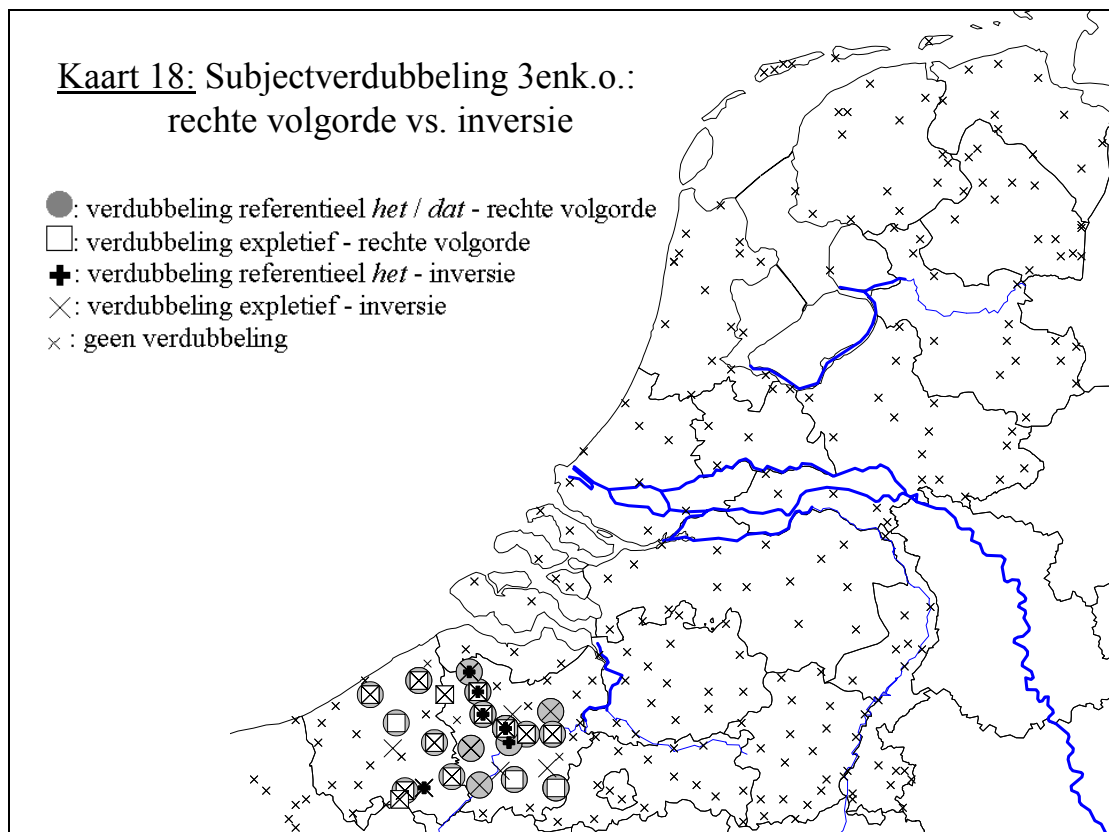 Kaart 18: Subjectverdubbeling 3enk.o.:
rechte volgorde vs. inversie
: verdubbeling referentieel het / dat - rechte volgorde
: verdubbeling expletief - rechte volgorde
: verdubbeling referentieel het - inversie
: verdubbeling expletief - inversie
: geen verdubbeling